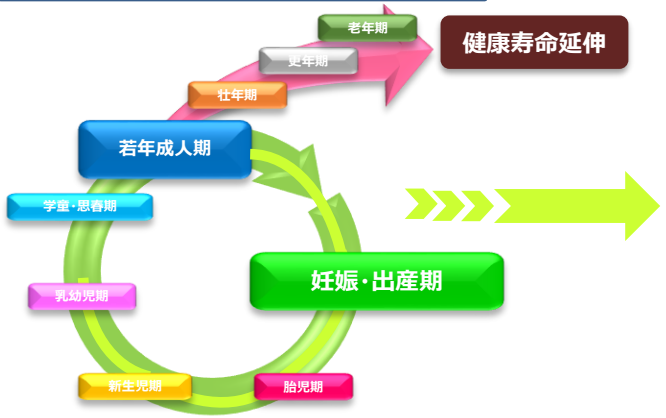 老年期
健康寿命延伸
更年期
壮年期
若年成人期
学童・思春期
妊娠・出産期
乳幼児期
新生児期
胎児期